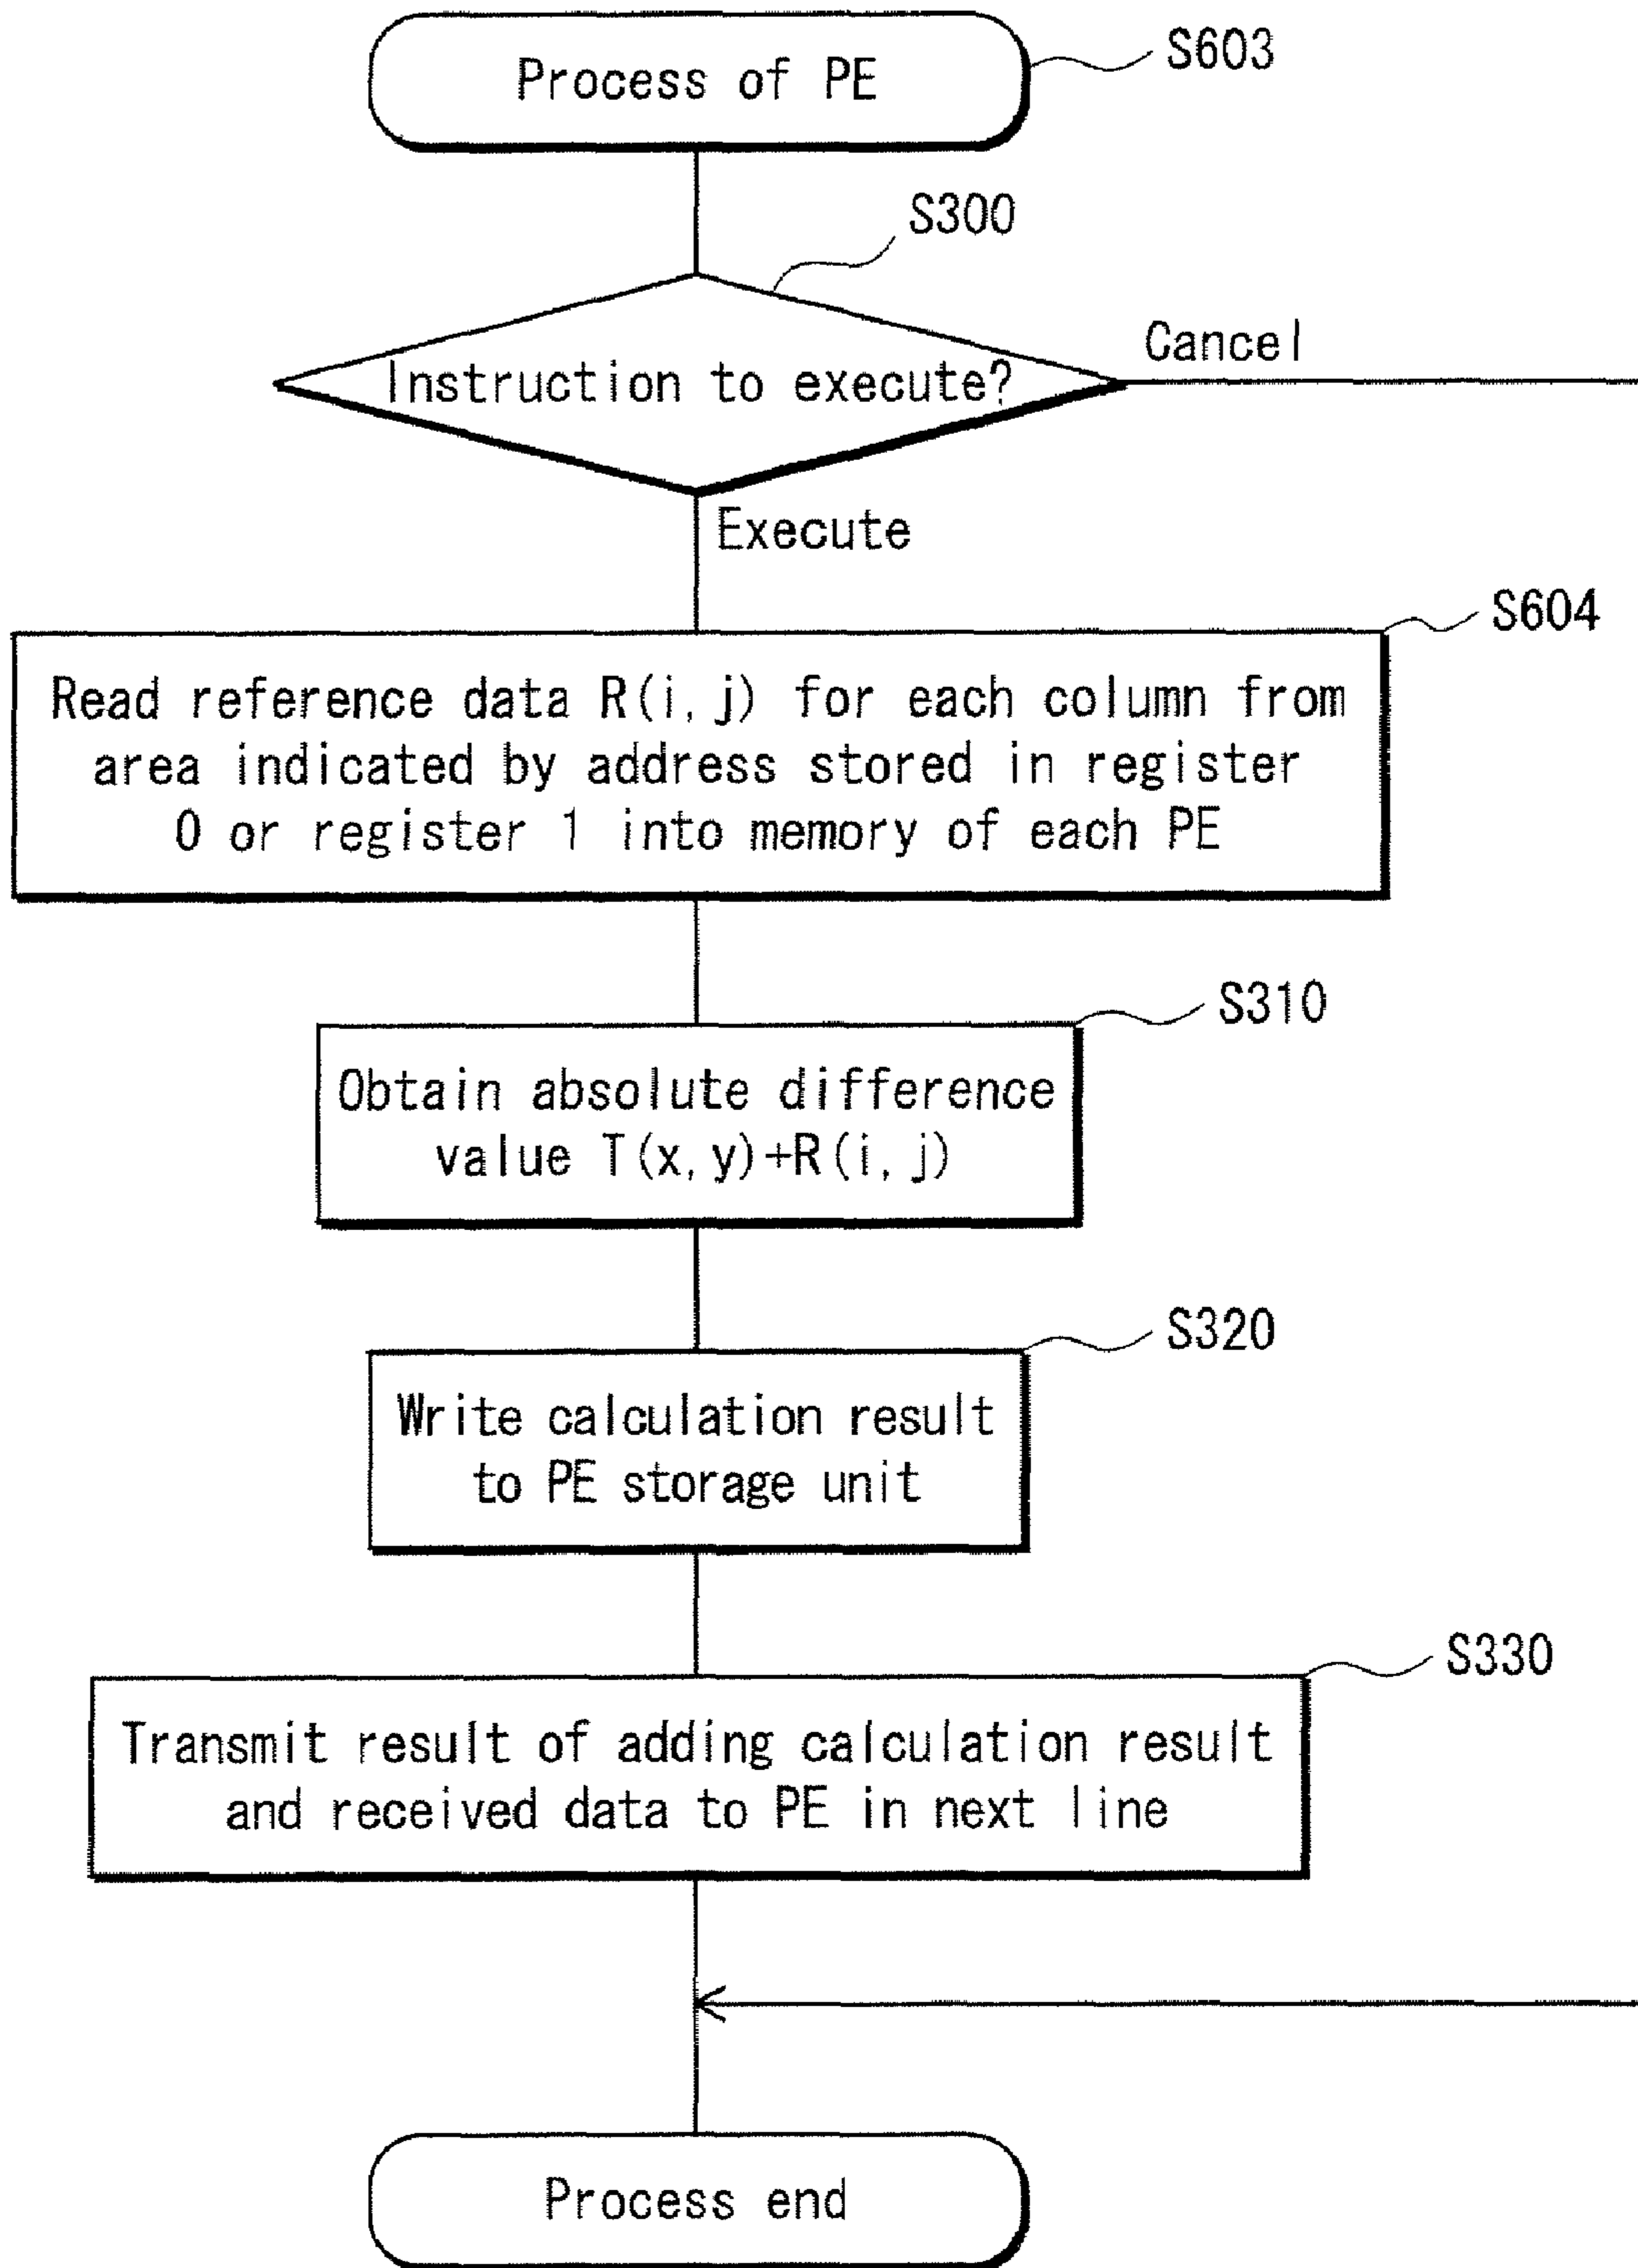 Process of PE
S603
S300
Instruction to execute?
Cancel
Execute
S604
Read reference data R(i,j) for each column from
area indicated by address stored in register
0 or register 1 into memory of each PE
S310
Obtain absolute difference
value T(x,y)+R(i,j)
S320
Write calculation result
to PE storage unit
S330
Transmit result of adding calculation result
and received data to PE in next line
Process end